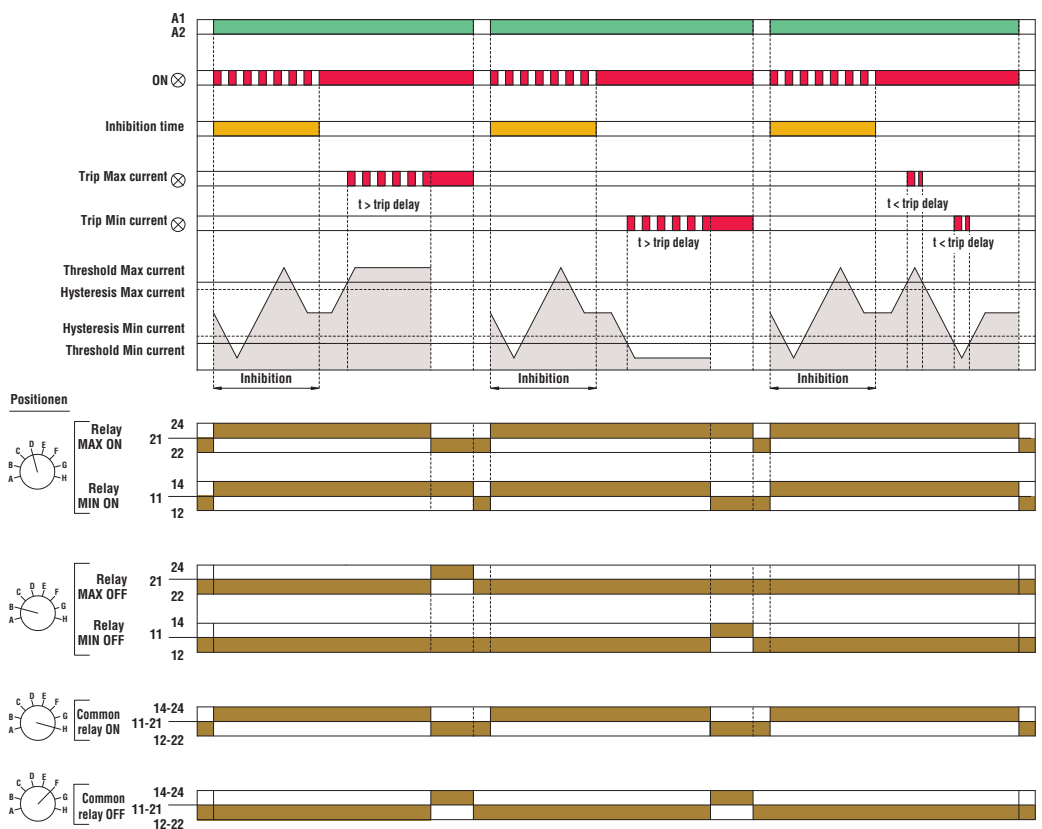 A1
A2
ON
Inhibition time
Trip Max current
t > trip delay
t < trip delay
Trip Min current
t > trip delay
t < trip delay
Threshold Max current
Hysteresis Max current
Hysteresis Min current
Threshold Min current
Inhibition
Inhibition
Inhibition
Positionen
A B C D E F G H
Relay
MAX ON
24
21
22
Relay
MIN ON
14
11
12
A B C D E F G H
Relay
MAX OFF
24
21
22
Relay
MIN OFF
14
11
12
A B C D E F G H
Common
relay ON
14-24
11-21
12-22
A B C D E F G H
Common
relay OFF
14-24
11-21
12-22